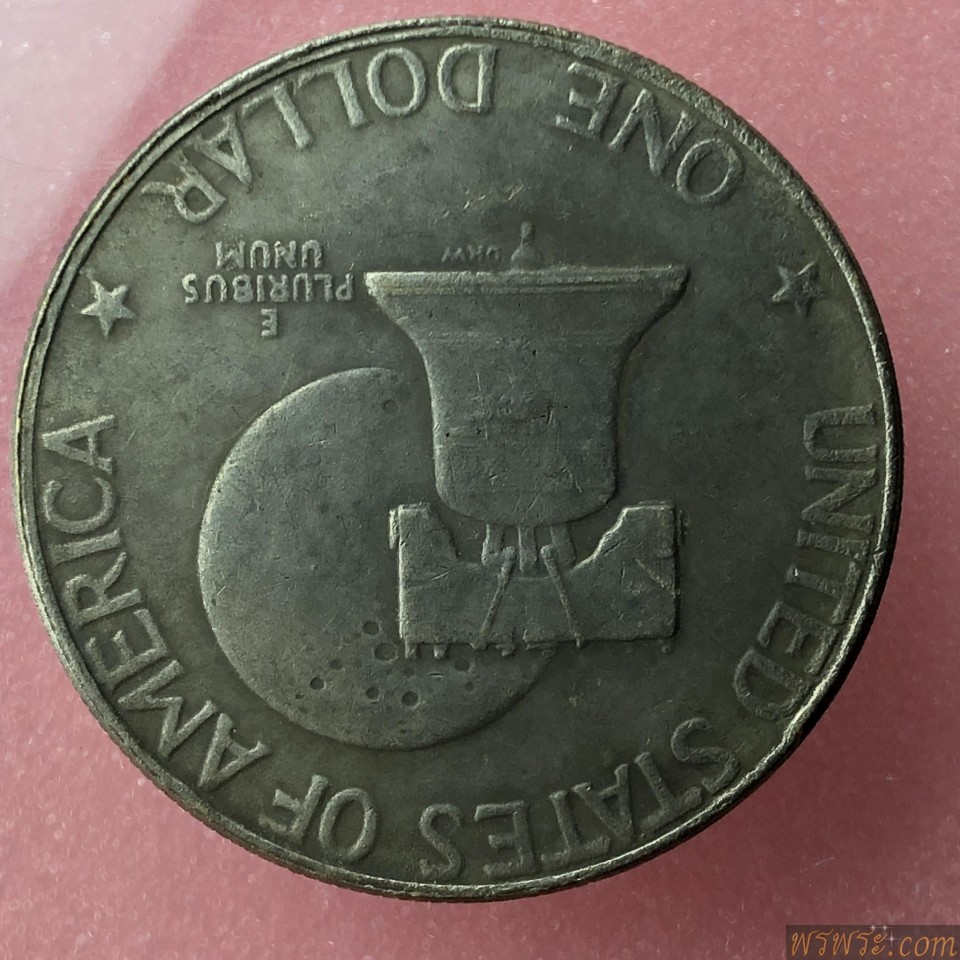 UNITED STATES OF AMERICA
E
PLURIBUS
UNUM
ONE DOLLAR
พรพระ.com